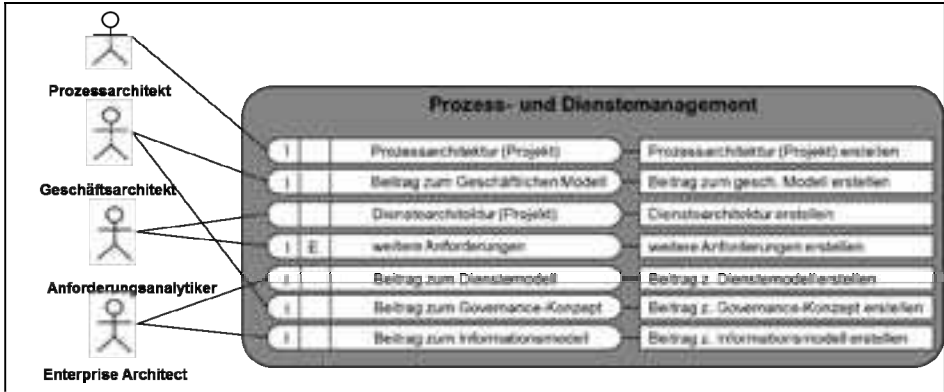 Prozessarchitekt
Geschäftsarchitekt
Anforderungsanalytiker
Enterprise Architect
Prozess- und Dienstemanagement
Prozessarchitektur (Projekt) Prozessarchitektur (Projekt) erstellen
Beitrag zum Geschäftlichen Modell Beitrag zum gesch. Modell erstellen
Dienstearchitektur (Projekt) Dienstearchitektur erstellen
E weitere Anforderungen weitere Anforderungen erstellen
Beitrag zum Dienstemodell Beitrag z. Dienstemodell erstellen
Beitrag zum Governance-Konzept Beitrag z. Governance-Konzept erstellen
Beitrag zum Informationsmodell Beitrag z. Informationsmodell erstellen